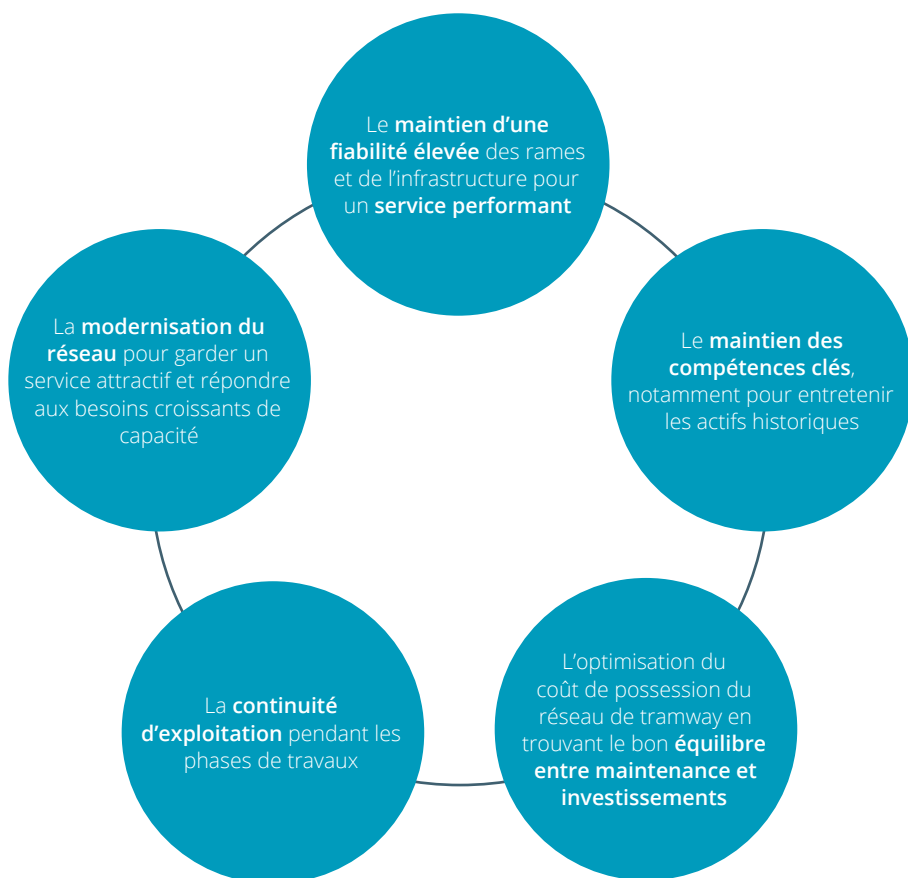 Le maintien d’une
fiabilité élevée des rames
et de l’infrastructure pour
un service performant
La modernisation du
réseau pour garder un
service attractif et répondre
aux besoins croissants de
capacité
Le maintien des
compétences clés,
notamment pour entretenir
les actifs historiques
La continuité
d’exploitation pendant les
phases de travaux
L’optimisation du
coût de possession du
réseau de tramway en
trouvant le bon équilibre
entre maintenance et
investissements